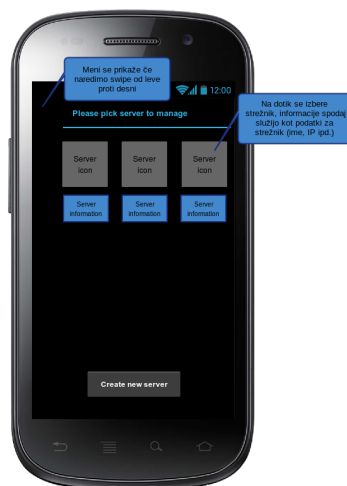 Meni se prikaže če
naredimo swipe od leve
proti desni
12:00
Please pick server to manage
Na dotik se izbere
strežnik, informacije spodaj
služijo kot podatki za
strežnik (ime, IP ipd.)
Server
icon
Server
icon
Server
icon
Server
information
Server
information
Server
information
Create new server